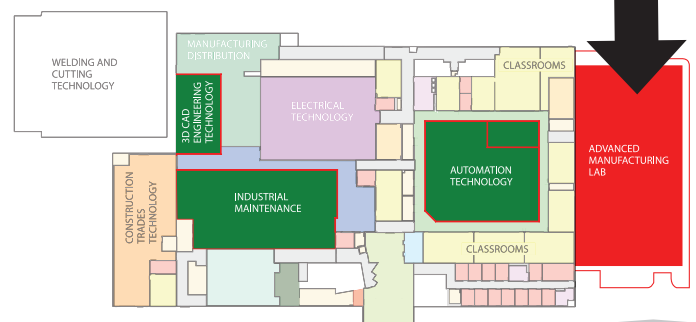 WELDING AND
CUTTING
TECHNOLOGY
MANUFACTURING
DISTRIBUTION
3D CAD
ENGINEERING
TECHNOLOGY
ELECTRICAL
TECHNOLOGY
CLASSROOMS
ADVANCED
MANUFACTURING
LAB
AUTOMATION
TECHNOLOGY
CONSTRUCTION
TRADES
TECHNOLOGY
INDUSTRIAL
MAINTENANCE
CLASSROOMS